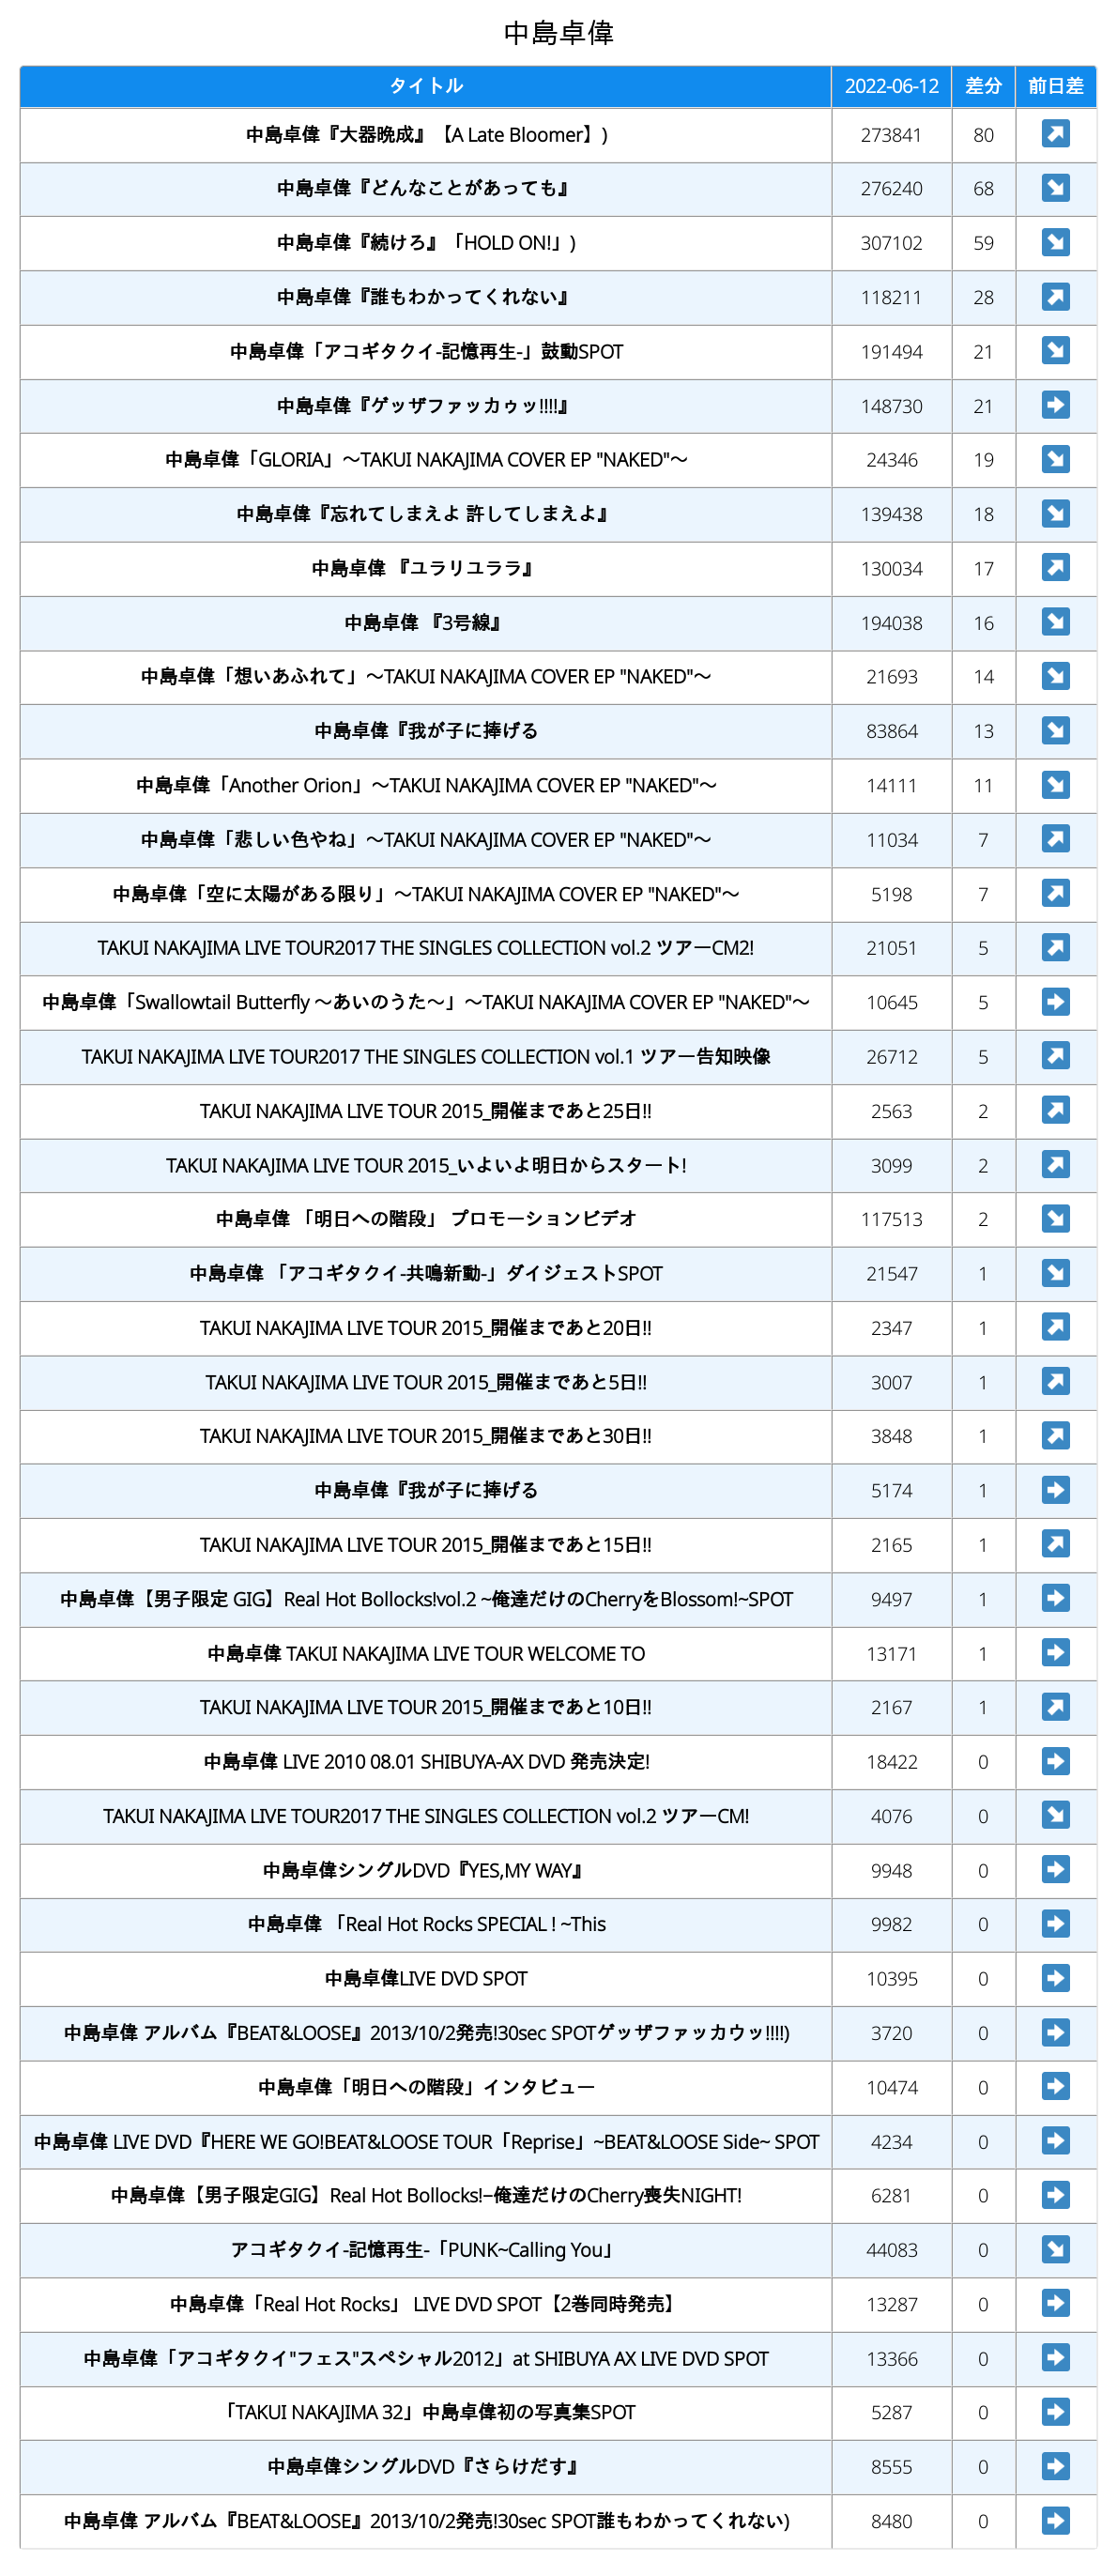 中島卓偉
タイトル 2022-06-12 差分 前日差
中島卓偉『大器晩成』【A Late Bloomer】) 273841 80 ↗
中島卓偉『どんなことがあっても』 276240 68 ↘
中島卓偉『続けろ』「HOLD ON!」) 307102 59 ↘
中島卓偉『誰もわかってくれない』 118211 28 ↗
中島卓偉「アコギタクイ-記憶再生-」鼓動SPOT 191494 21 ↘
中島卓偉『ゲッザファッカゥッ!!!!』 148730 21 ➡
中島卓偉「GLORIA」～TAKUI NAKAJIMA COVER EP "NAKED"～ 24346 19 ↘
中島卓偉『忘れてしまえよ 許してしまえよ』 139438 18 ↘
中島卓偉 『ユラリユララ』 130034 17 ↗
中島卓偉 『3号線』 194038 16 ↘
中島卓偉「想いあふれて」～TAKUI NAKAJIMA COVER EP "NAKED"～ 21693 14 ↘
中島卓偉『我が子に捧げる 83864 13 ↘
中島卓偉「Another Orion」～TAKUI NAKAJIMA COVER EP "NAKED"～ 14111 11 ↘
中島卓偉「悲しい色やね」～TAKUI NAKAJIMA COVER EP "NAKED"～ 11034 7 ↗
中島卓偉「空に太陽がある限り」～TAKUI NAKAJIMA COVER EP "NAKED"～ 5198 7 ↗
TAKUI NAKAJIMA LIVE TOUR2017 THE SINGLES COLLECTION vol.2 ツアーCM2! 21051 5 ↗
中島卓偉「Swallowtail Butterfly ～あいのうた～」～TAKUI NAKAJIMA COVER EP "NAKED"～ 10645 5 ➡
TAKUI NAKAJIMA LIVE TOUR2017 THE SINGLES COLLECTION vol.1 ツアー告知映像 26712 5 ↗
TAKUI NAKAJIMA LIVE TOUR 2015_開催まであと25日!! 2563 2 ↗
TAKUI NAKAJIMA LIVE TOUR 2015_いよいよ明日からスタート! 3099 2 ↗
中島卓偉 「明日への階段」 プロモーションビデオ 117513 2 ↘
中島卓偉 「アコギタクイ-共鳴新動-」ダイジェストSPOT 21547 1 ↘
TAKUI NAKAJIMA LIVE TOUR 2015_開催まであと20日!! 2347 1 ↗
TAKUI NAKAJIMA LIVE TOUR 2015_開催まであと5日!! 3007 1 ↗
TAKUI NAKAJIMA LIVE TOUR 2015_開催まであと30日!! 3848 1 ↗
中島卓偉『我が子に捧げる 5174 1 ➡
TAKUI NAKAJIMA LIVE TOUR 2015_開催まであと15日!! 2165 1 ↗
中島卓偉【男子限定 GIG】Real Hot Bollocks!vol.2 ~俺達だけのCherryをBlossom!~SPOT 9497 1 ➡
中島卓偉 TAKUI NAKAJIMA LIVE TOUR WELCOME TO 13171 1 ➡
TAKUI NAKAJIMA LIVE TOUR 2015_開催まであと10日!! 2167 1 ↗
中島卓偉 LIVE 2010 08.01 SHIBUYA-AX DVD 発売決定! 18422 0 ➡
TAKUI NAKAJIMA LIVE TOUR2017 THE SINGLES COLLECTION vol.2 ツアーCM! 4076 0 ↘
中島卓偉シングルDVD『YES,MY WAY』 9948 0 ➡
中島卓偉 「Real Hot Rocks SPECIAL ! ~This 9982 0 ➡
中島卓偉LIVE DVD SPOT 10395 0 ➡
中島卓偉 アルバム『BEAT&LOOSE』2013/10/2発売!30sec SPOTゲッザファッカウッ!!!!) 3720 0 ➡
中島卓偉「明日への階段」インタビュー 10474 0 ➡
中島卓偉 LIVE DVD『HERE WE GO!BEAT&LOOSE TOUR「Reprise」~BEAT&LOOSE Side~ SPOT 4234 0 ➡
中島卓偉【男子限定GIG】Real Hot Bollocks!–俺達だけのCherry喪失NIGHT! 6281 0 ➡
アコギタクイ-記憶再生-「PUNK~Calling You」 44083 0 ↘
中島卓偉「Real Hot Rocks」 LIVE DVD SPOT【2巻同時発売】 13287 0 ➡
中島卓偉「アコギタクイ"フェス"スペシャル2012」at SHIBUYA AX LIVE DVD SPOT 13366 0 ➡
「TAKUI NAKAJIMA 32」中島卓偉初の写真集SPOT 5287 0 ➡
中島卓偉シングルDVD『さらけだす』 8555 0 ➡
中島卓偉 アルバム『BEAT&LOOSE』2013/10/2発売!30sec SPOT誰もわかってくれない) 8480 0 ➡